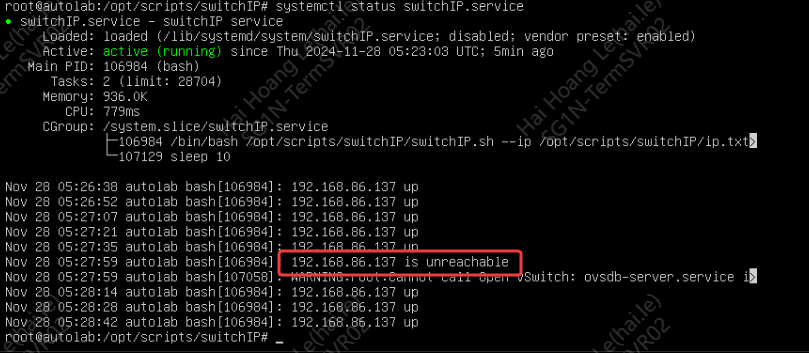 root@autolab:/opt/scripts/switchIP# systemctl status switchIP.service
● switchIP.service - switchIP service
Loaded: loaded (/lib/systemd/system/switchIP.service; disabled; vendor preset: enabled)
Active: active (running) since Thu 2024-11-28 05:23:03 UTC; 5min ago
Main PID: 106984 (bash)
Tasks: 2 (limit: 28704)
Memory: 936.0K
CPU: 779ms
CGroup: /system.slice/switchIP.service
├─106984 /bin/bash /opt/scripts/switchIP/switchIP.sh --ip /opt/scripts/switchIP/ip.txt>
└─107129 sleep 10
Nov 28 05:26:38 autolab bash[106984]: 192.168.86.137 up
Nov 28 05:26:52 autolab bash[106984]: 192.168.86.137 up
Nov 28 05:27:07 autolab bash[106984]: 192.168.86.137 up
Nov 28 05:27:21 autolab bash[106984]: 192.168.86.137 up
Nov 28 05:27:35 autolab bash[106984]: 192.168.86.137 up
Nov 28 05:27:59 autolab bash[106984]: 192.168.86.137 is unreachable
Nov 28 05:27:59 autolab bash[107058]: WARNING:root:Cannot call Open vSwitch: ovsdb-server.service i>
Nov 28 05:28:14 autolab bash[106984]: 192.168.86.137 up
Nov 28 05:28:28 autolab bash[106984]: 192.168.86.137 up
Nov 28 05:28:42 autolab bash[106984]: 192.168.86.137 up
root@autolab:/opt/scripts/switchIP# _
Hai Hoang Le(hai.le)
SG1N-TermSVR02